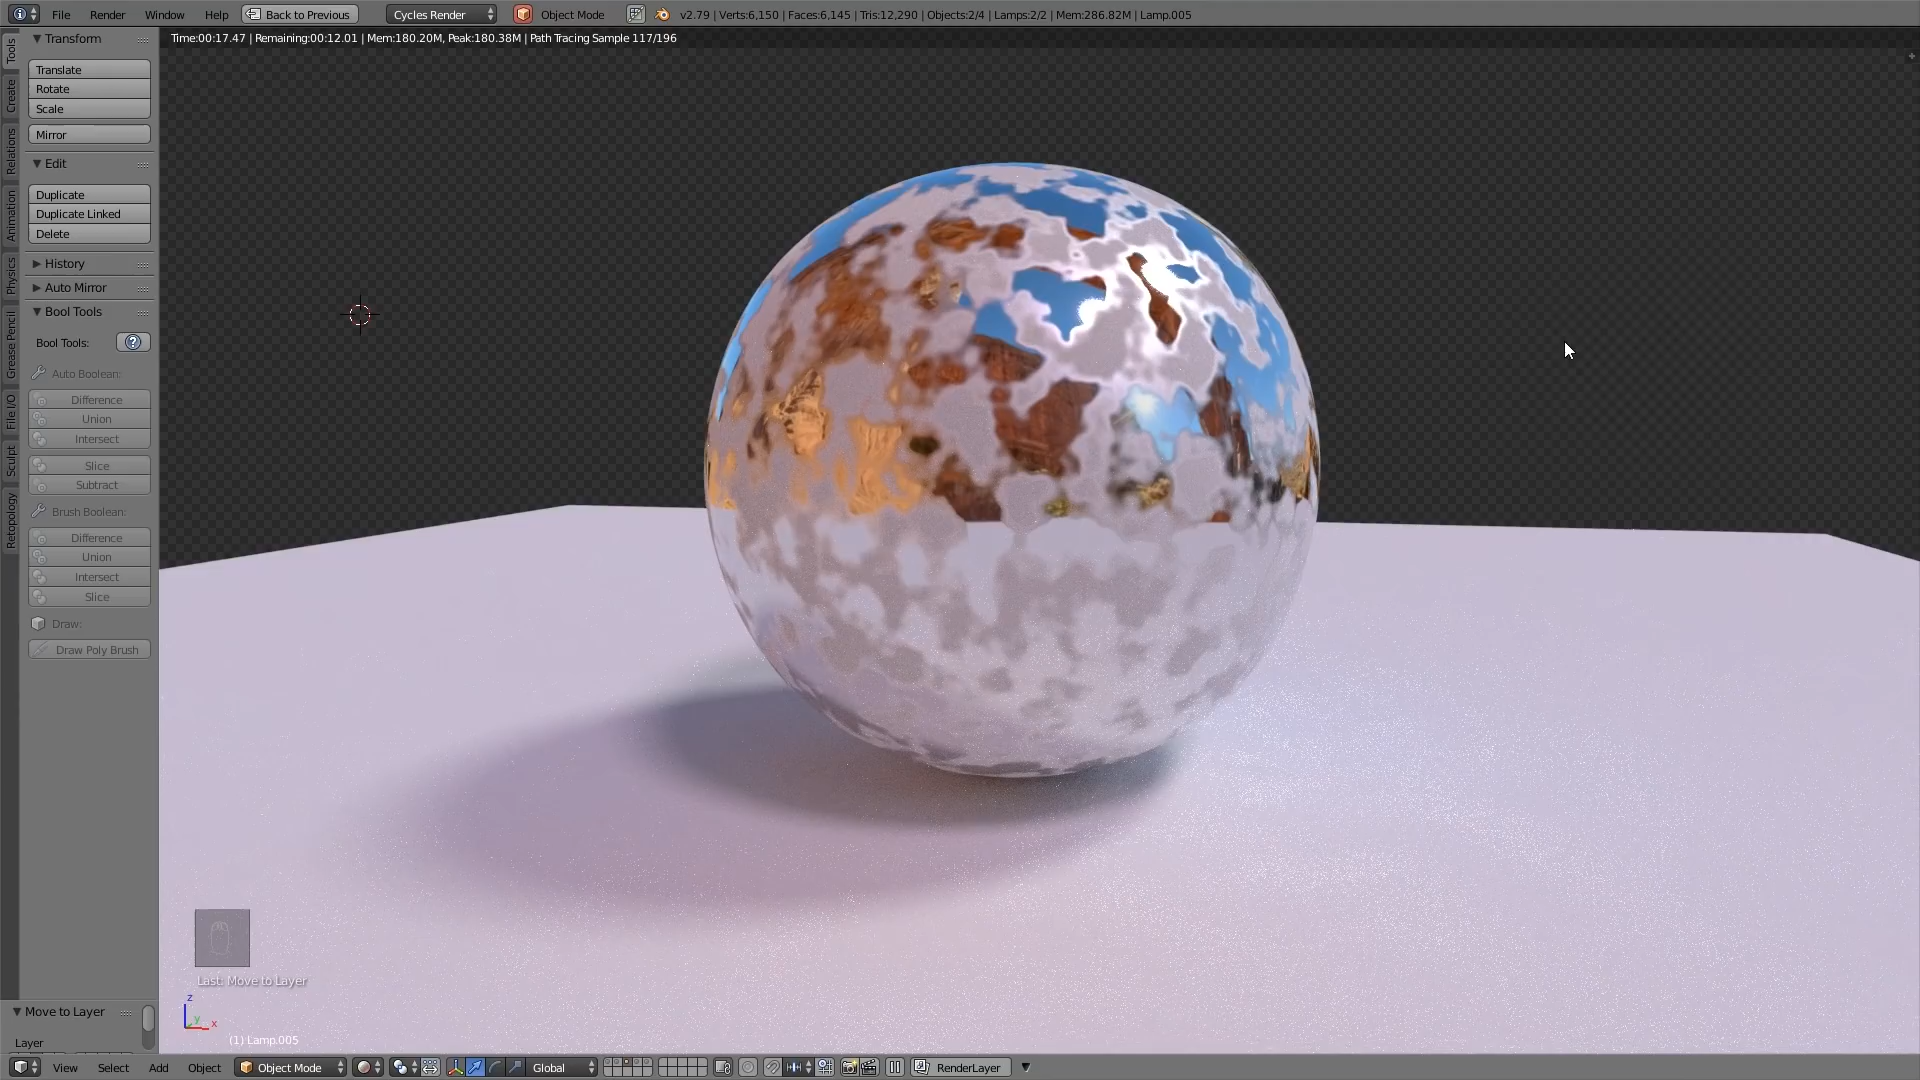 File Render Window Help Back to Previous Cycles Render Object Mode v2.79 | Verts:6,150 | Faces:6,145 | Tris:12,290 | Objects:2/4 | Lamps:2/2 | Mem:286.82M | Lamp.005
Time:00:17.47 | Remaining:00:12.01 | Mem:180.20M, Peak:180.38M | Path Tracing Sample 117/196
Tools
Create
Relations
Animation
Physics
Grease Pencil
File I/O
Sculpt
Retopology
Transform
Translate
Rotate
Scale
Mirror
Edit
Duplicate
Duplicate Linked
Delete
History
Auto Mirror
Bool Tools
Bool Tools: ?
Auto Boolean:
Difference
Union
Intersect
Slice
Subtract
Brush Boolean:
Difference
Union
Intersect
Slice
Draw:
Draw Poly Brush
Last: Move to Layer
z
y
x
(1) Lamp.005
Move to Layer
Layer
View Select Add Object Object Mode Global RenderLayer